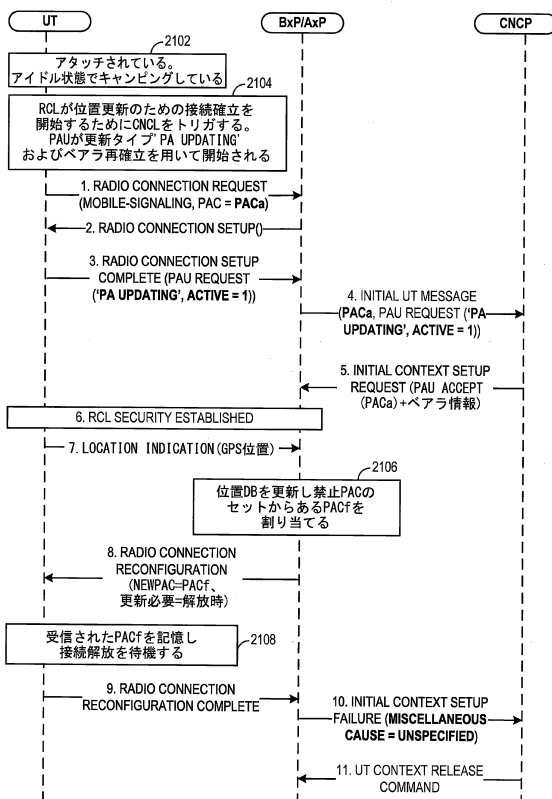 UT
BxP/AxP
CNCP
2102
アタッチされている。
アイドル状態でキャンピングしている
2104
RCLが位置更新のための接続確立を
開始するためにCNCLをトリガする。
PAUが更新タイプ'PA UPDATING'
およびベアラ再確立を用いて開始される
1. RADIO CONNECTION REQUEST
(MOBILE-SIGNALING, PAC = PACa)
2. RADIO CONNECTION SETUP()
3. RADIO CONNECTION SETUP
COMPLETE (PAU REQUEST
('PA UPDATING', ACTIVE = 1))
4. INITIAL UT MESSAGE
(PACa, PAU REQUEST ('PA
UPDATING', ACTIVE = 1))
5. INITIAL CONTEXT SETUP
REQUEST (PAU ACCEPT
(PACa)+ベアラ情報)
6. RCL SECURITY ESTABLISHED
7. LOCATION INDICATION(GPS位置)
2106
位置DBを更新し禁止PACの
セットからあるPACfを
割り当てる
8. RADIO CONNECTION
RECONFIGURATION
(NEWPAC=PACf、
更新必要=解放時)
受信されたPACfを記憶し
接続解放を待機する
2108
9. RADIO CONNECTION
RECONFIGURATION COMPLETE
10. INITIAL CONTEXT SETUP
FAILURE (MISCELLANEOUS
CAUSE = UNSPECIFIED)
11. UT CONTEXT RELEASE
COMMAND